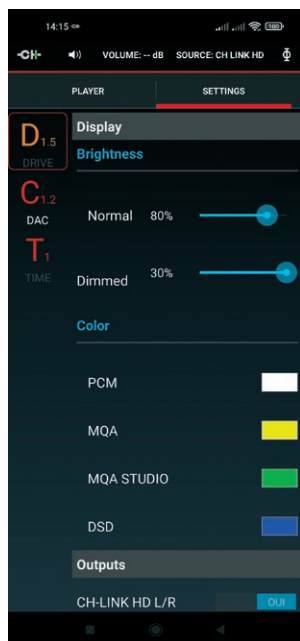 14:15
100
CH VOLUME: -- dB SOURCE: CH LINK HD
PLAYER SETTINGS
D1.5
DRIVE
C1.2
DAC
T1
TIME
Display
Brightness
Normal 80%
Dimmed 30%
Color
PCM
MQA
MQA STUDIO
DSD
Outputs
CH-LINK HD L/R OUI